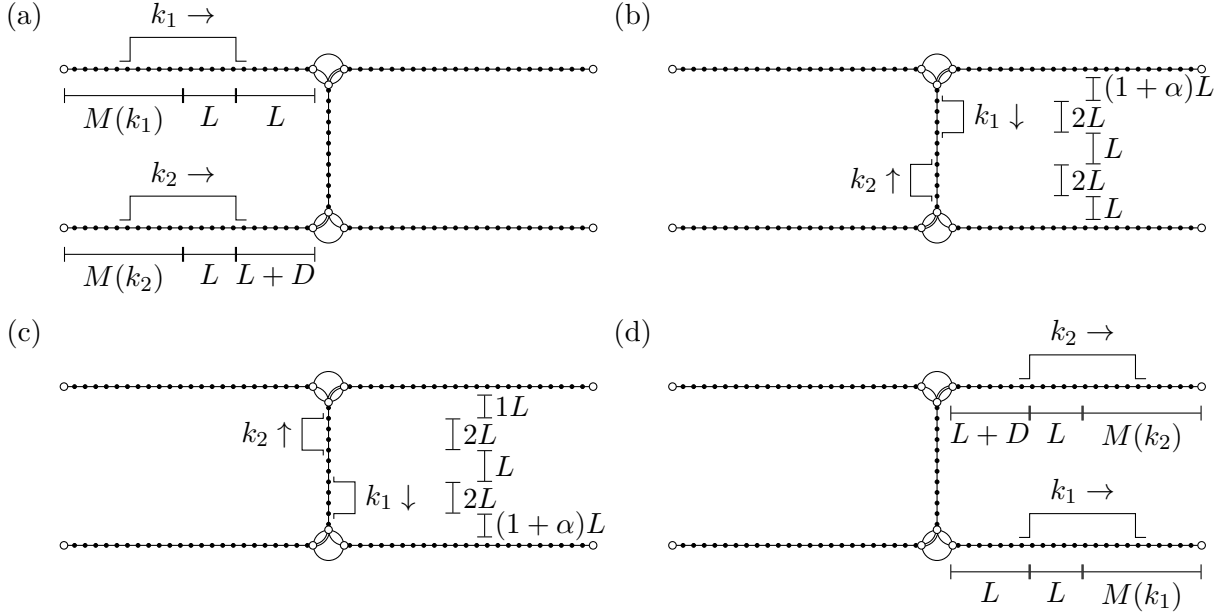 (a)
k₁ →
M(k₁) L L
k₂ →
M(k₂) L L + D
(b)
(1 + α)L
k₁ ↓ 2L
L
k₂ ↑ 2L
L
(c)
1L
k₂ ↑ 2L
L
k₁ ↓ 2L
(1 + α)L
(d)
k₂ →
L + D L M(k₂)
k₁ →
L L M(k₁)